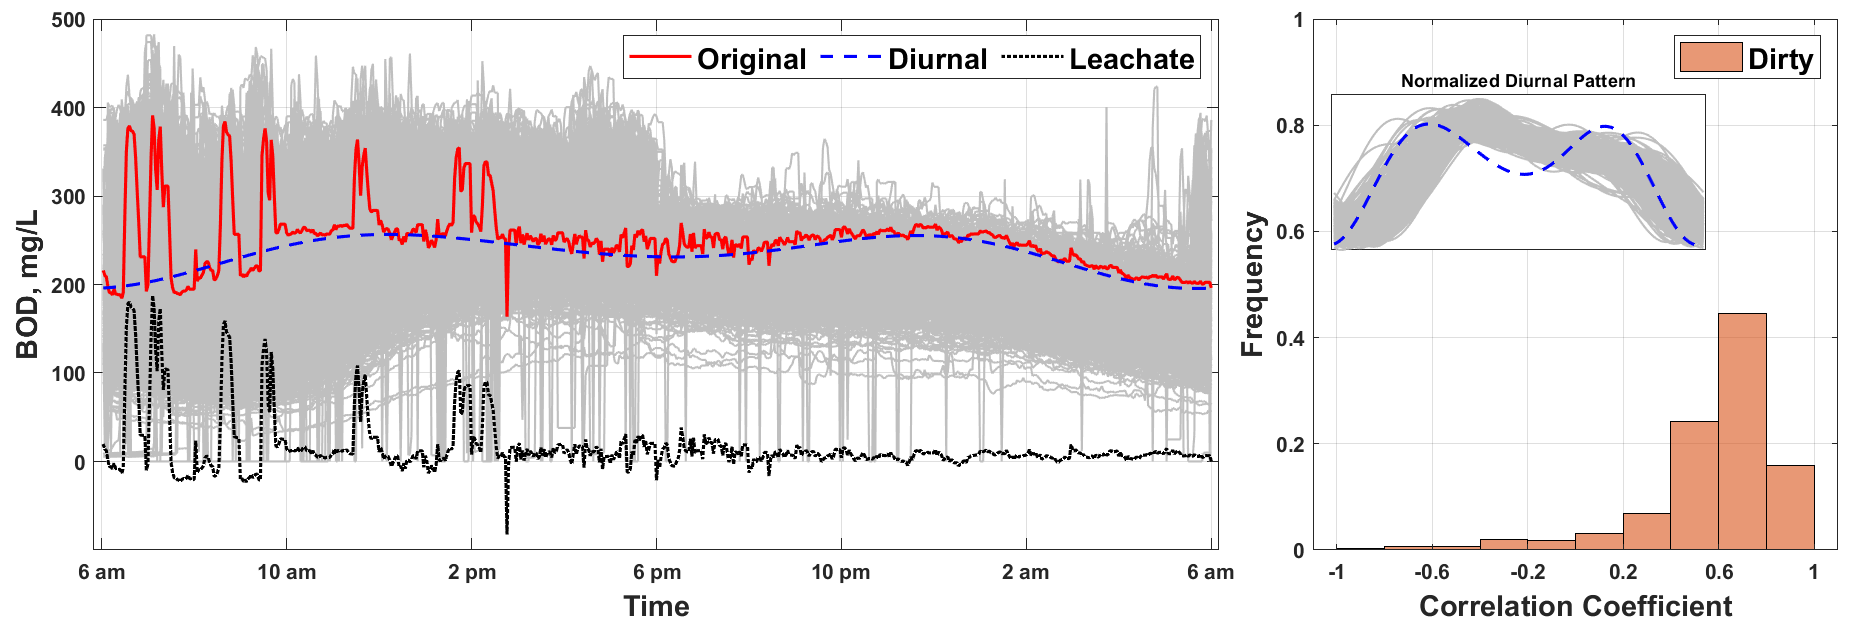 500
400
300
200
100
0
BOD, mg/L
Original
Diurnal
Leachate
6 am
10 am
2 pm
6 pm
10 pm
2 am
6 am
Time
1
0.8
0.6
0.4
0.2
0
Frequency
Dirty
Normalized Diurnal Pattern
-1
-0.6
-0.2
0.2
0.6
1
Correlation Coefficient